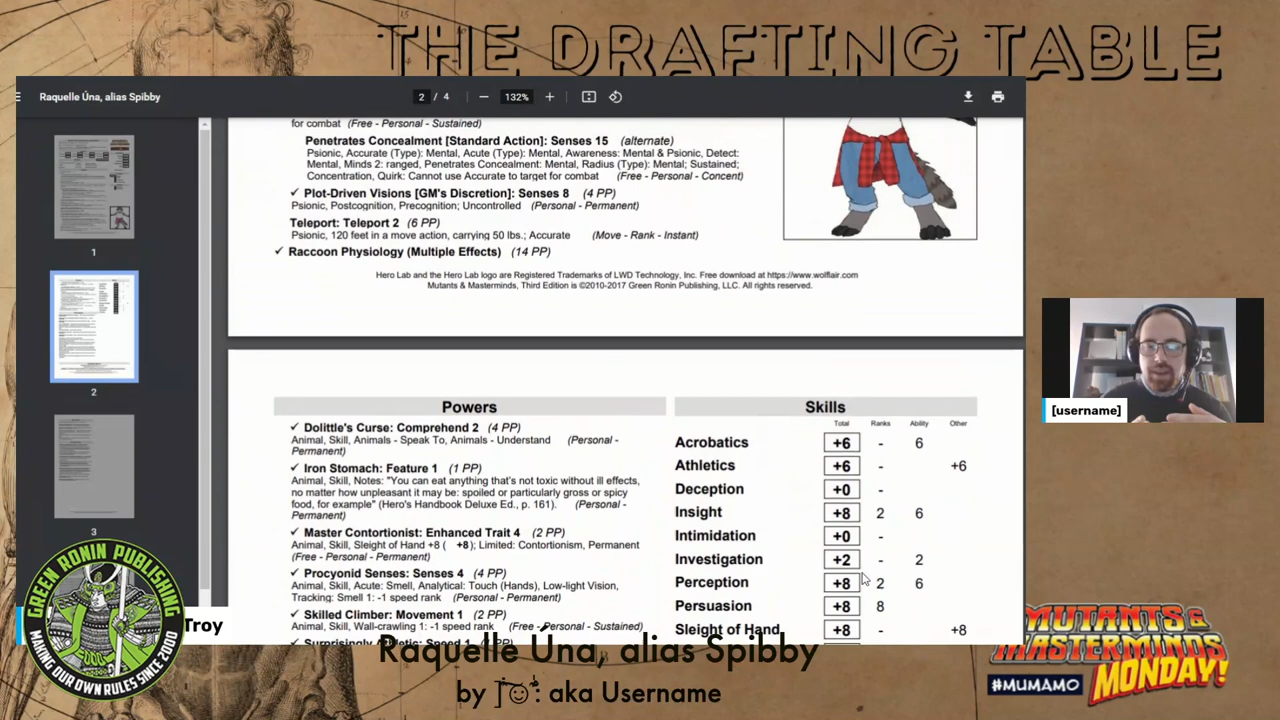 THE DRAFTING TABLE
Raquelle Úna, alias Spibby
2 / 4
132%
for combat (Free - Personal - Sustained)
Penetrates Concealment [Standard Action]: Senses 15 (alternate)
Psionic, Accurate (Type): Mental, Acute (Type): Mental, Awareness: Mental & Psionic, Detect:
Mental, Minds 2: ranged, Penetrates Concealment: Mental, Radius (Type): Mental; Sustained;
Concentration, Quirk: Cannot use Accurate to target for combat (Free - Personal - Concent)
✓ Plot-Driven Visions [GM's Discretion]: Senses 8 (4 PP)
Psionic, Postcognition, Precognition; Uncontrolled (Personal - Permanent)
Teleport: Teleport 2 (6 PP)
Psionic, 120 feet in a move action, carrying 50 lbs.; Accurate (Move - Rank - Instant)
✓ Raccoon Physiology (Multiple Effects) (14 PP)
Hero Lab and the Hero Lab logo are Registered Trademarks of LWD Technology, Inc. Free download at https://www.wolflair.com
Mutants & Masterminds, Third Edition is ©2010-2017 Green Ronin Publishing, LLC. All rights reserved.
1
2
3
Powers
✓ Dolittle's Curse: Comprehend 2 (4 PP)
Animal, Skill, Animals - Speak To, Animals - Understand (Personal -
Permanent)
✓ Iron Stomach: Feature 1 (1 PP)
Animal, Skill, Notes: "You can eat anything that's not toxic without ill effects,
no matter how unpleasant it may be: spoiled or particularly gross or spicy
food, for example" (Hero's Handbook Deluxe Ed., p. 161). (Personal -
Permanent)
✓ Master Contortionist: Enhanced Trait 4 (2 PP)
Animal, Skill, Sleight of Hand +8 ( +8); Limited: Contortionism, Permanent
(Free - Personal - Permanent)
✓ Procyonid Senses: Senses 4 (4 PP)
Animal, Skill, Acute: Smell, Analytical: Touch (Hands), Low-light Vision,
Tracking: Smell 1: -1 speed rank (Personal - Permanent)
✓ Skilled Climber: Movement 1 (2 PP)
Animal, Skill, Wall-crawling 1: -1 speed rank (Free - Personal - Sustained)
Skills
Total Ranks Ability Other
Acrobatics +6 - 6
Athletics +6 - +6
Deception +0 -
Insight +8 2 6
Intimidation +0 -
Investigation +2 - 2
Perception +8 2 6
Persuasion +8 8
Sleight of Hand +8 - +8
[username]
GREEN RONIN PUBLISHING
MAKING OUR OWN RULES SINCE 2000
Troy
Raquelle Úna, alias Spibby
by aka Username
MUTANTS &
MASTERMINDS
MONDAY!
#MUMAMO